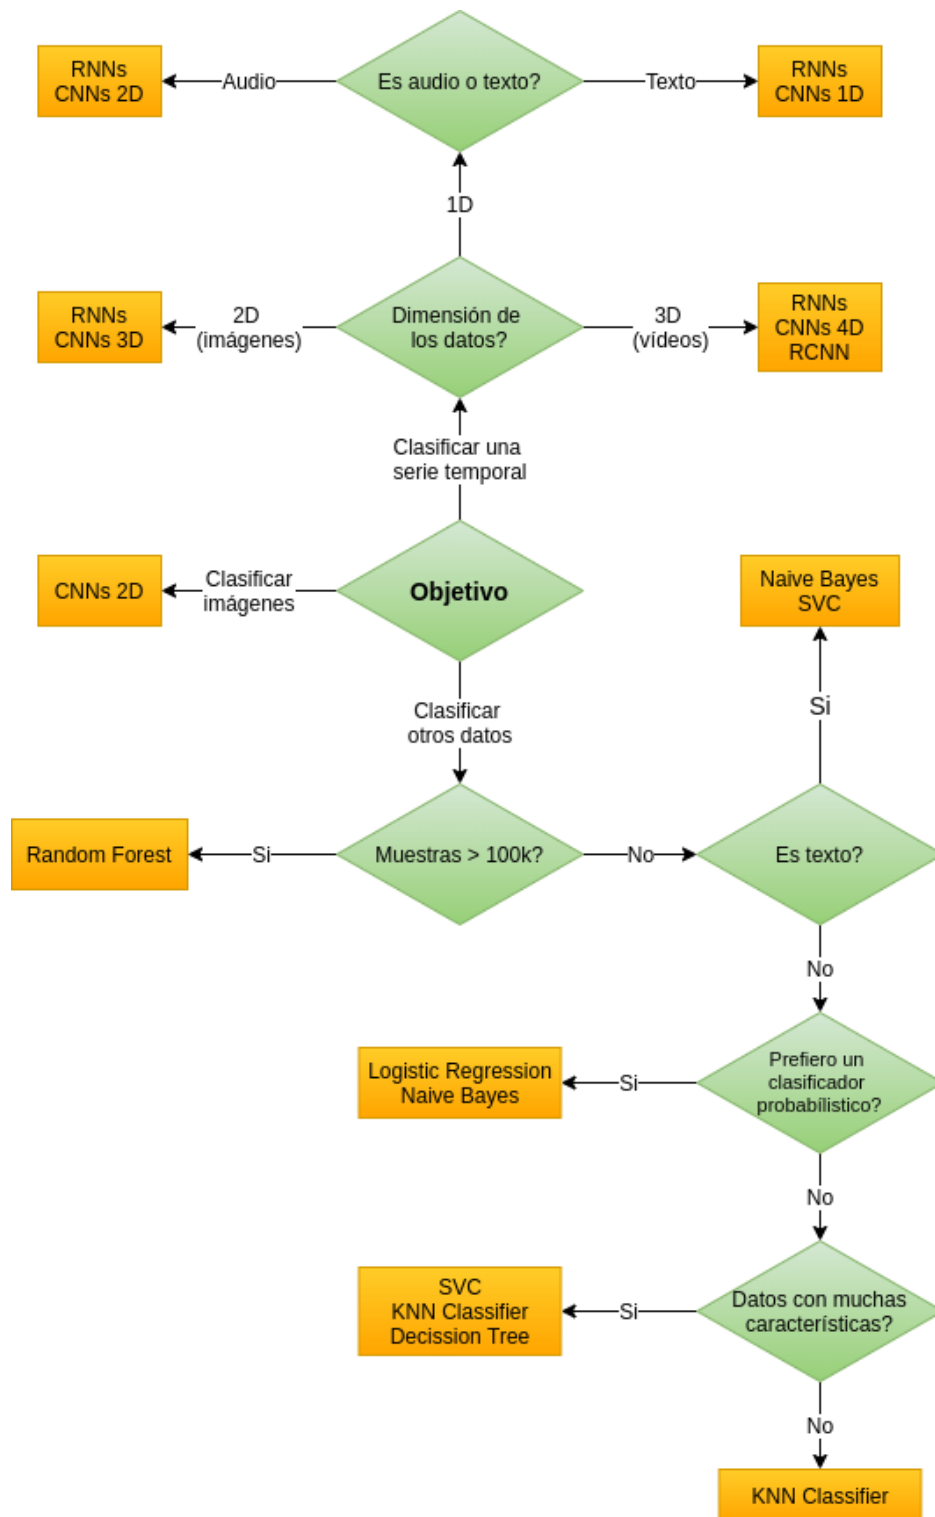 RNNs
CNNs 2D
Audio
Es audio o texto?
Texto
RNNs
CNNs 1D
1D
RNNs
CNNs 3D
2D
(imágenes)
Dimensión de
los datos?
3D
(vídeos)
RNNs
CNNs 4D
RCNN
Clasificar una
serie temporal
CNNs 2D
Clasificar
imágenes
Objetivo
Naive Bayes
SVC
Si
Clasificar
otros datos
Random Forest
Si
Muestras > 100k?
No
Es texto?
No
Logistic Regression
Naive Bayes
Si
Prefiero un
clasificador
probabílistico?
No
SVC
KNN Classifier
Decission Tree
Si
Datos con muchas
características?
No
KNN Classifier